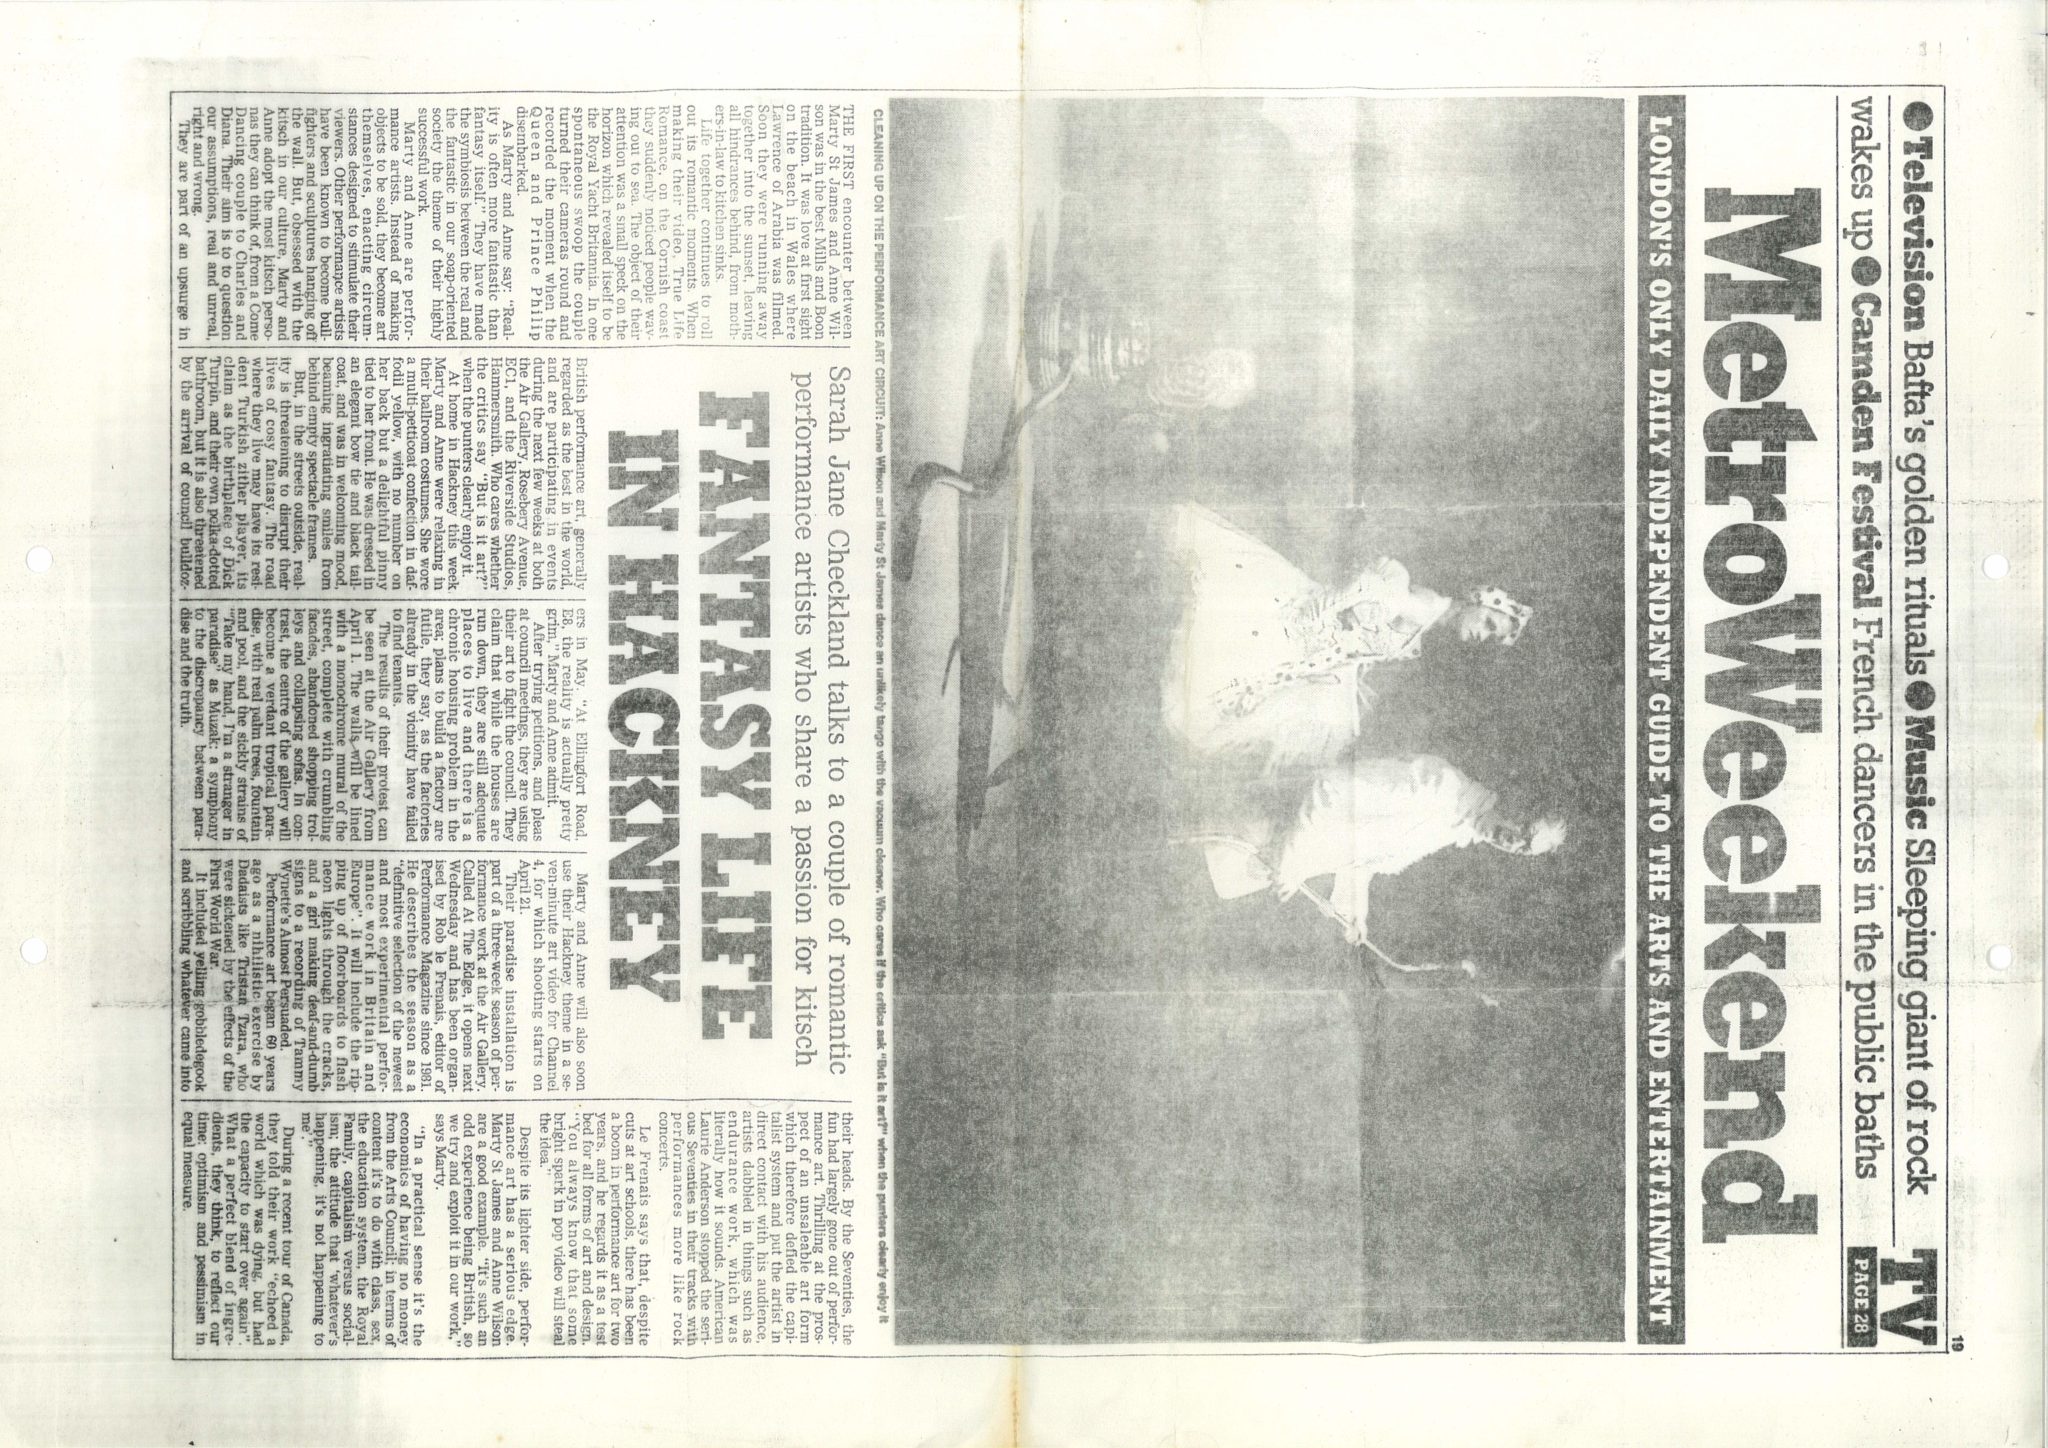 19
● Television Bafta's golden rituals ● Music Sleeping giant of rock
wakes up ● Camden Festival French dancers in the public baths
TV
PAGE 28
MetroWeekend
LONDON'S ONLY DAILY INDEPENDENT GUIDE TO THE ARTS AND ENTERTAINMENT
CLEANING UP ON THE PERFORMANCE ART CIRCUIT: Anne Wilson and Marty St James dance an unlikely tango with the vacuum cleaner. Who cares if the critics ask "But is it art?" when the punters clearly enjoy it
Sarah Jane Checkland talks to a couple of romantic
performance artists who share a passion for kitsch
FANTASY LIFE
IN HACKNEY
THE FIRST encounter between
Marty St James and Anne Wil-
son was in the best Mills and Boon
tradition. It was love at first sight
on the beach in Wales where
Lawrence of Arabia was filmed.
Soon they were running away
together into the sunset, leaving
all hindrances behind, from moth-
ers-in-law to kitchen sinks.
Life together continues to roll
out its romantic moments. When
making their video, True Life
Romance, on the Cornish coast
they suddenly noticed people wav-
ing out to sea. The object of their
attention was a small speck on the
horizon which revealed itself to be
the Royal Yacht Britannia. In one
spontaneous swoop the couple
turned their cameras round and
recorded the moment when the
Queen and Prince Philip
disembarked.
As Marty and Anne say: "Real-
ity is often more fantastic than
fantasy itself." They have made
the symbiosis between the real and
the fantastic in our soap-oriented
society the theme of their highly
successful work.
Marty and Anne are perfor-
mance artists. Instead of making
objects to be sold, they become art
themselves, enacting circum-
stances designed to stimulate their
viewers. Other performance artists
have been known to become bull-
fighters and sculptures hanging off
the wall. But, obsessed with the
kitsch in our culture, Marty and
Anne adopt the most kitsch perso-
nas they can think of, from a Come
Dancing couple to Charles and
Diana. Their aim is to to question
our assumptions, real and unreal,
right and wrong.
They are part of an upsurge in
British performance art, generally
regarded as the best in the world,
and are participating in events
during the next few weeks at both
the Air Gallery, Rosebery Avenue,
EC1, and the Riverside Studios,
Hammersmith. Who cares whether
the critics say "But is it art?"
when the punters clearly enjoy it.
At home in Hackney this week,
Marty and Anne were relaxing in
their ballroom costumes. She wore
a multi-petticoat confection in daf-
fodil yellow, with no number on
her back but a delightful pinny
tied to her front. He was dressed in
an elegant bow tie and black tail-
coat, and was in welcoming mood,
beaming ingratiating smiles from
behind empty spectacle frames.
But, in the streets outside, real-
ity is threatening to disrupt their
lives of cosy fantasy. The road
where they live may have its resi-
dent Turkish zither player, its
claim as the birthplace of Dick
Turpin, and their own polka-dotted
bathroom, but it is also threatened
by the arrival of council bulldoz-
ers in May. "At Ellingfort Road,
E8, the reality is actually pretty
grim," Marty and Anne admit.
After trying petitions, and pleas
at council meetings, they are using
their art to fight the council. They
claim that while the houses are
run down, they are still adequate
places to live and there is a
chronic housing problem in the
area; plans to build a factory are
futile, they say, as the factories
already in the vicinity have failed
to find tenants.
The results of their protest can
be seen at the Air Gallery from
April 1. The walls will be lined
with a monochrome mural of the
street, complete with crumbling
facades, abandoned shopping trol-
leys and collapsing sofas. In con-
trast, the centre of the gallery will
become a verdant tropical para-
dise, with real palm trees, fountain
and pool, and the sickly strains of
"Take my hand, I'm a stranger in
paradise" as Muzak: a symphony
to the discrepancy between para-
dise and the truth.
Marty and Anne will also soon
use their Hackney theme in a se-
ven-minute art video for Channel
4, for which shooting starts on
April 21.
Their paradise installation is
part of a three-week season of per-
formance work at the Air Gallery.
Called At The Edge, it opens next
Wednesday and has been organ-
ised by Rob le Frenais, editor of
Performance Magazine since 1981.
He describes the season as a
"definitive selection of the newest
and most experimental perfor-
mance work in Britain and
Europe". It will include the rip-
ping up of floorboards to flash
neon lights through the cracks,
and a girl making deaf-and-dumb
signs to a recording of Tammy
Wynette's Almost Persuaded.
Performance art began 60 years
ago as a nihilistic exercise by
Dadaists like Tristan Tzara, who
were sickened by the effects of the
First World War.
It included yelling gobbledegook
and scribbling whatever came into
their heads. By the Seventies, the
fun had largely gone out of perfor-
mance art. Thrilling at the pros-
pect of an unsaleable art form
which therefore defied the capi-
talist system and put the artist in
direct contact with his audience,
artists dabbled in things such as
endurance work, which was
literally how it sounds. American
Laurie Anderson stopped the seri-
ous Seventies in their tracks with
performances more like rock
concerts.
Le Frenais says that, despite
cuts at art schools, there has been
a boom in performance art for two
years, and he regards it as a test
bed for all forms of art and design.
"You always know that some
bright spark in pop video will steal
the idea."
Despite its lighter side, perfor-
mance art has a serious edge.
Marty St James and Anne Wilson
are a good example. "It's such an
odd experience being British, so
we try and exploit it in our work,"
says Marty.
"In a practical sense it's the
economics of having no money
from the Arts Council; in terms of
content it's to do with class, sex,
the education system, the Royal
Family, capitalism versus social-
ism; the attitude that 'whatever's
happening, it's not happening to
me'."
During a recent tour of Canada,
they told their work "echoed a
world which was dying, but had
the capacity to start over again".
What a perfect blend of ingre-
dients, they think, to reflect our
time: optimism and pessimism in
equal measure.